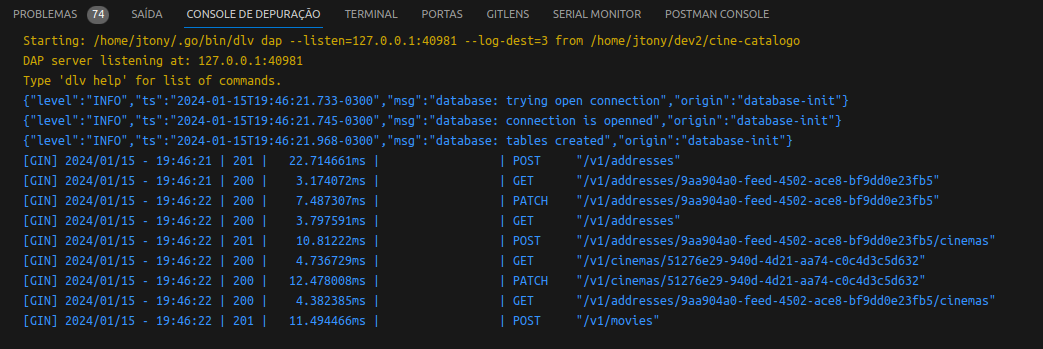 PROBLEMAS 74 SAÍDA CONSOLE DE DEPURAÇÃO TERMINAL PORTAS GITLENS SERIAL MONITOR POSTMAN CONSOLE
Starting: /home/jtony/.go/bin/dlv dap --listen=127.0.0.1:40981 --log-dest=3 from /home/jtony/dev2/cine-catalogo
DAP server listening at: 127.0.0.1:40981
Type 'dlv help' for list of commands.
{"level":"INFO","ts":"2024-01-15T19:46:21.733-0300","msg":"database: trying open connection","origin":"database-init"}
{"level":"INFO","ts":"2024-01-15T19:46:21.745-0300","msg":"database: connection is openned","origin":"database-init"}
{"level":"INFO","ts":"2024-01-15T19:46:21.968-0300","msg":"database: tables created","origin":"database-init"}
[GIN] 2024/01/15 - 19:46:21 | 201 | 22.714661ms | | POST "/v1/addresses"
[GIN] 2024/01/15 - 19:46:21 | 200 | 3.174072ms | | GET "/v1/addresses/9aa904a0-feed-4502-ace8-bf9dd0e23fb5"
[GIN] 2024/01/15 - 19:46:22 | 200 | 7.487307ms | | PATCH "/v1/addresses/9aa904a0-feed-4502-ace8-bf9dd0e23fb5"
[GIN] 2024/01/15 - 19:46:22 | 200 | 3.797591ms | | GET "/v1/addresses"
[GIN] 2024/01/15 - 19:46:22 | 201 | 10.81222ms | | POST "/v1/addresses/9aa904a0-feed-4502-ace8-bf9dd0e23fb5/cinemas"
[GIN] 2024/01/15 - 19:46:22 | 200 | 4.736729ms | | GET "/v1/cinemas/51276e29-940d-4d21-aa74-c0c4d3c5d632"
[GIN] 2024/01/15 - 19:46:22 | 200 | 12.478008ms | | PATCH "/v1/cinemas/51276e29-940d-4d21-aa74-c0c4d3c5d632"
[GIN] 2024/01/15 - 19:46:22 | 200 | 4.382385ms | | GET "/v1/addresses/9aa904a0-feed-4502-ace8-bf9dd0e23fb5/cinemas"
[GIN] 2024/01/15 - 19:46:22 | 201 | 11.494466ms | | POST "/v1/movies"